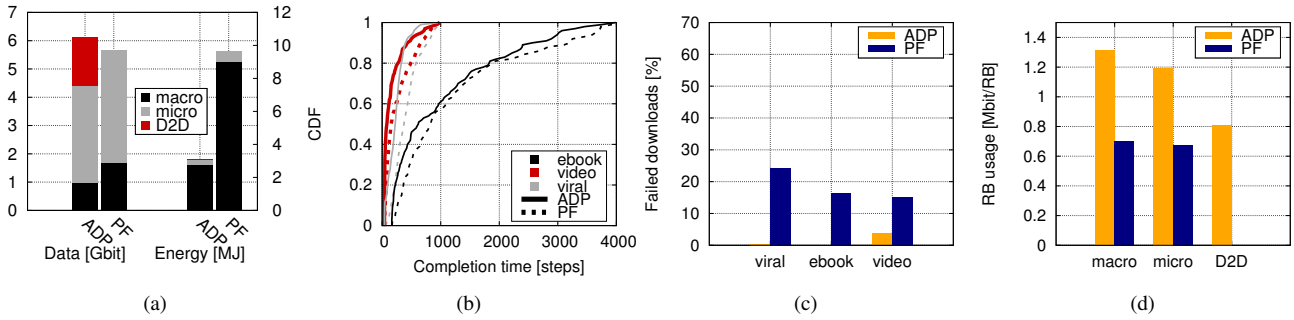 7
6
5
4
3
2
1
0
12
10
8
6
4
2
0
macro
micro
D2D
ADP
PF
ADP
PF
Data [Gbit]
Energy [MJ]
(a)
CDF
1
0.8
0.6
0.4
0.2
0
0
1000
2000
3000
4000
ebook
video
viral
ADP
PF
Completion time [steps]
(b)
Failed downloads [%]
70
60
50
40
30
20
10
0
ADP
PF
viral
ebook
video
(c)
RB usage [Mbit/RB]
1.4
1.2
1
0.8
0.6
0.4
0.2
0
ADP
PF
macro
micro
D2D
(d)